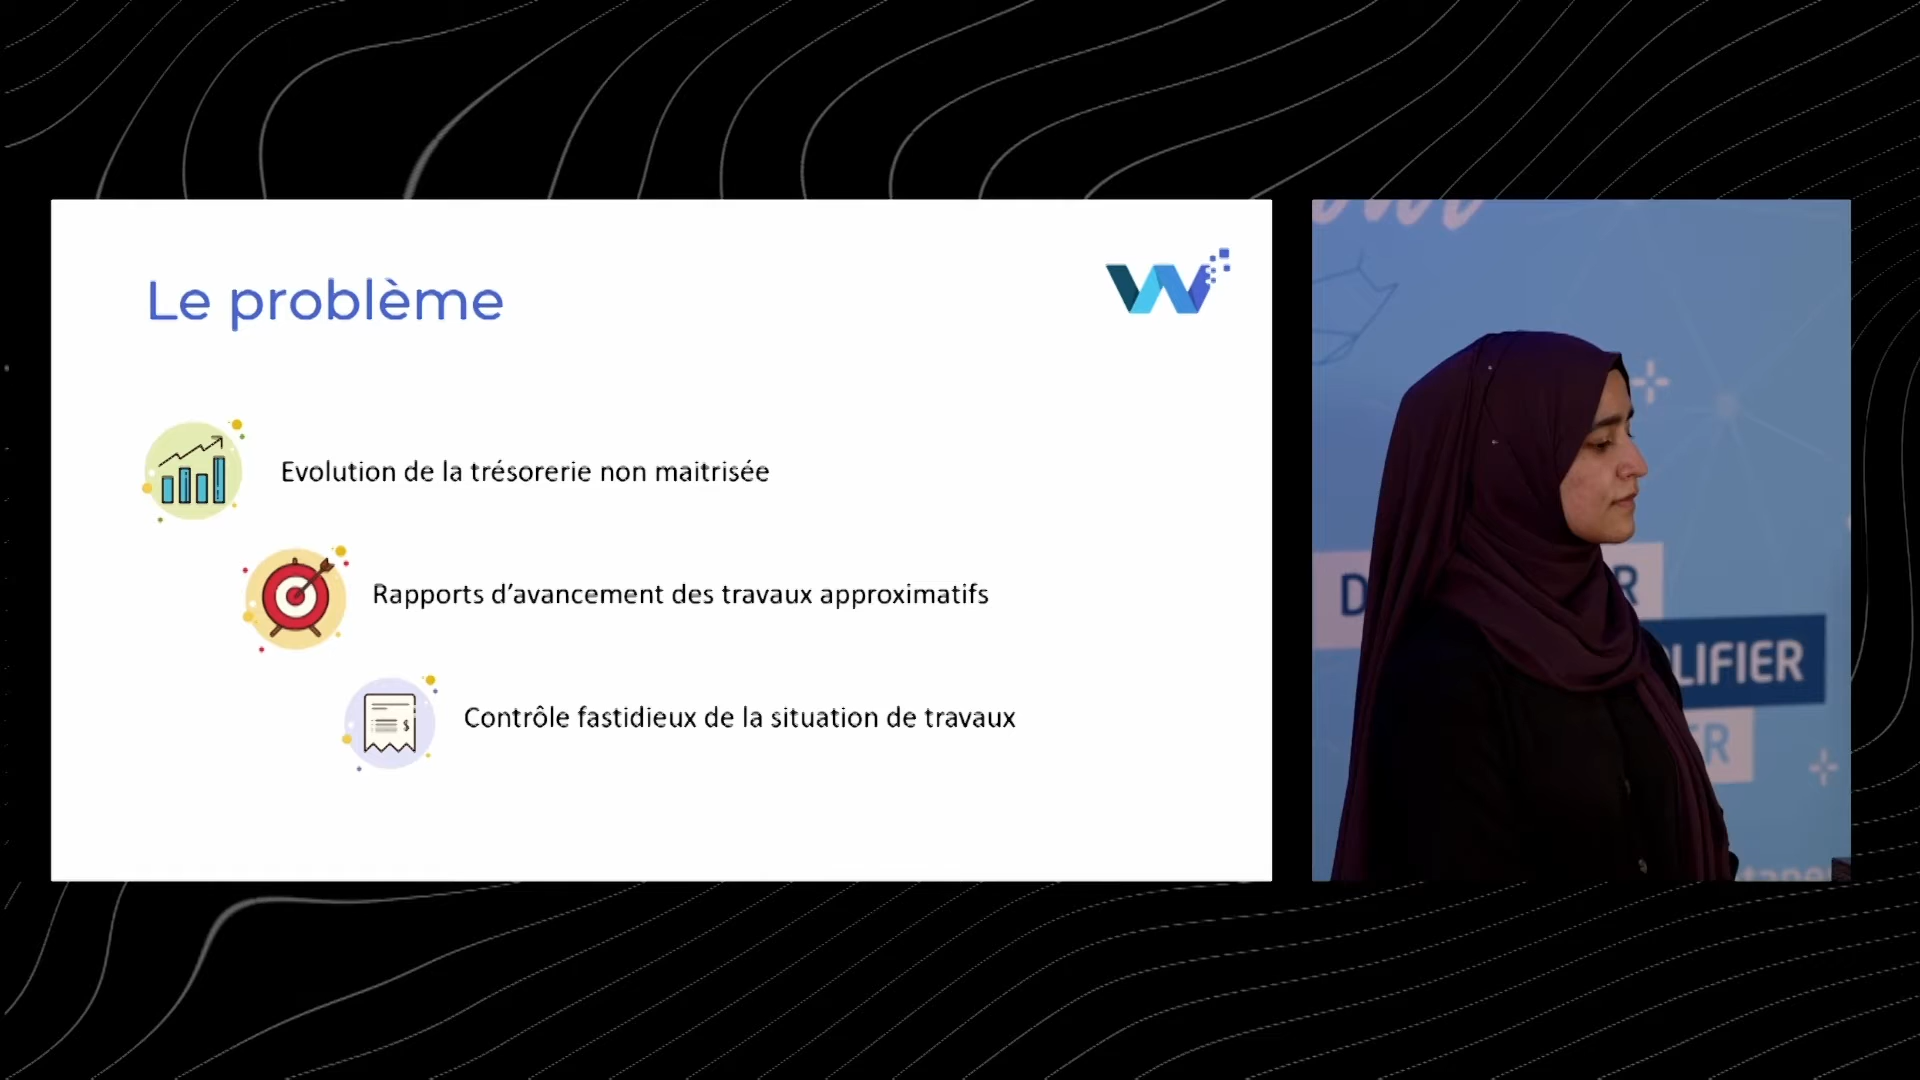 Le problème
Evolution de la trésorerie non maitrisée
Rapports d’avancement des travaux approximatifs
Contrôle fastidieux de la situation de travaux
$